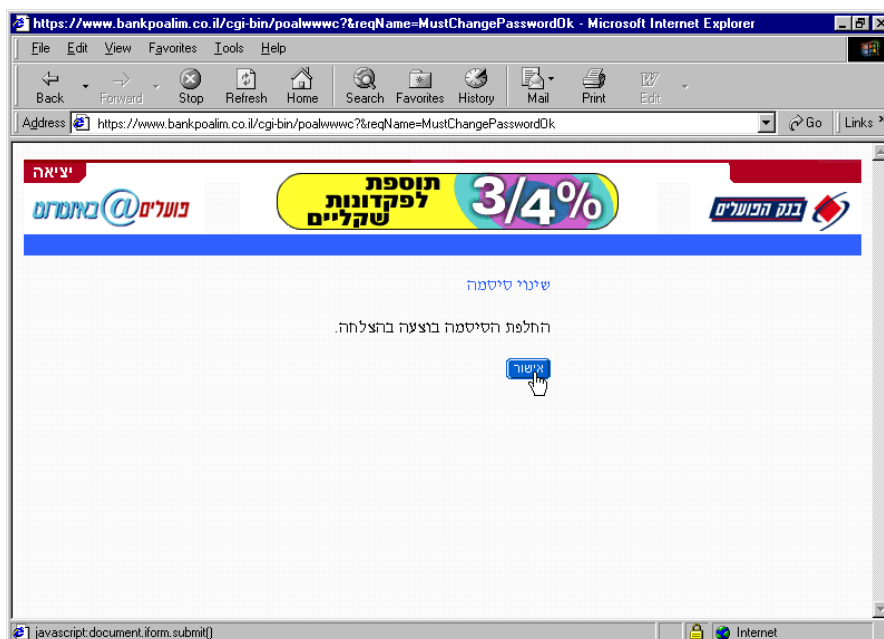 https://www.bankpoalim.co.il/cgi-bin/poalwwwc?&reqName=MustChangePasswordOk - Microsoft Internet Explorer
File Edit View Favorites Tools Help
Back Forward Stop Refresh Home Search Favorites History Mail Print Edit
Address https://www.bankpoalim.co.il/cgi-bin/poalwwwc?&reqName=MustChangePasswordOk Go Links
יציאה
בנק הפועלים
תוספת
לפקדונות
שקליים
3/4%
פועלים@באינטרנט
שינוי סיסמה
החלפת הסיסמה בוצעה בהצלחה.
אישור
javascript:document.iform.submit() Internet